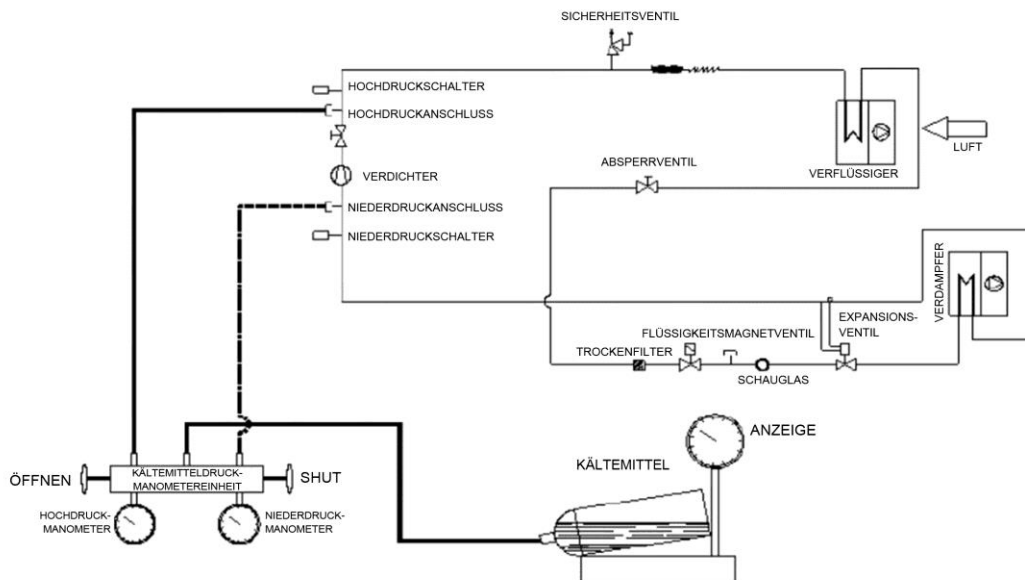 SICHERHEITSVENTIL
HOCHDRUCKSCHALTER
HOCHDRUCKANSCHLUSS
LUFT
ABSPERRVENTIL
VERFLÜSSIGER
VERDICHTER
NIEDERDRUCKANSCHLUSS
NIEDERDRUCKSCHALTER
VERDAMPFER
EXPANSIONS-
VENTIL
FLÜSSIGKEITSMAGNETVENTIL
TROCKENFILTER
SCHAUGLAS
ANZEIGE
KÄLTEMITTEL
ÖFFNEN
KÄLTEMITTELDRUCK-
MANOMETEREINHEIT
SHUT
HOCHDRUCK-
MANOMETER
NIEDERDRUCK-
MANOMETER